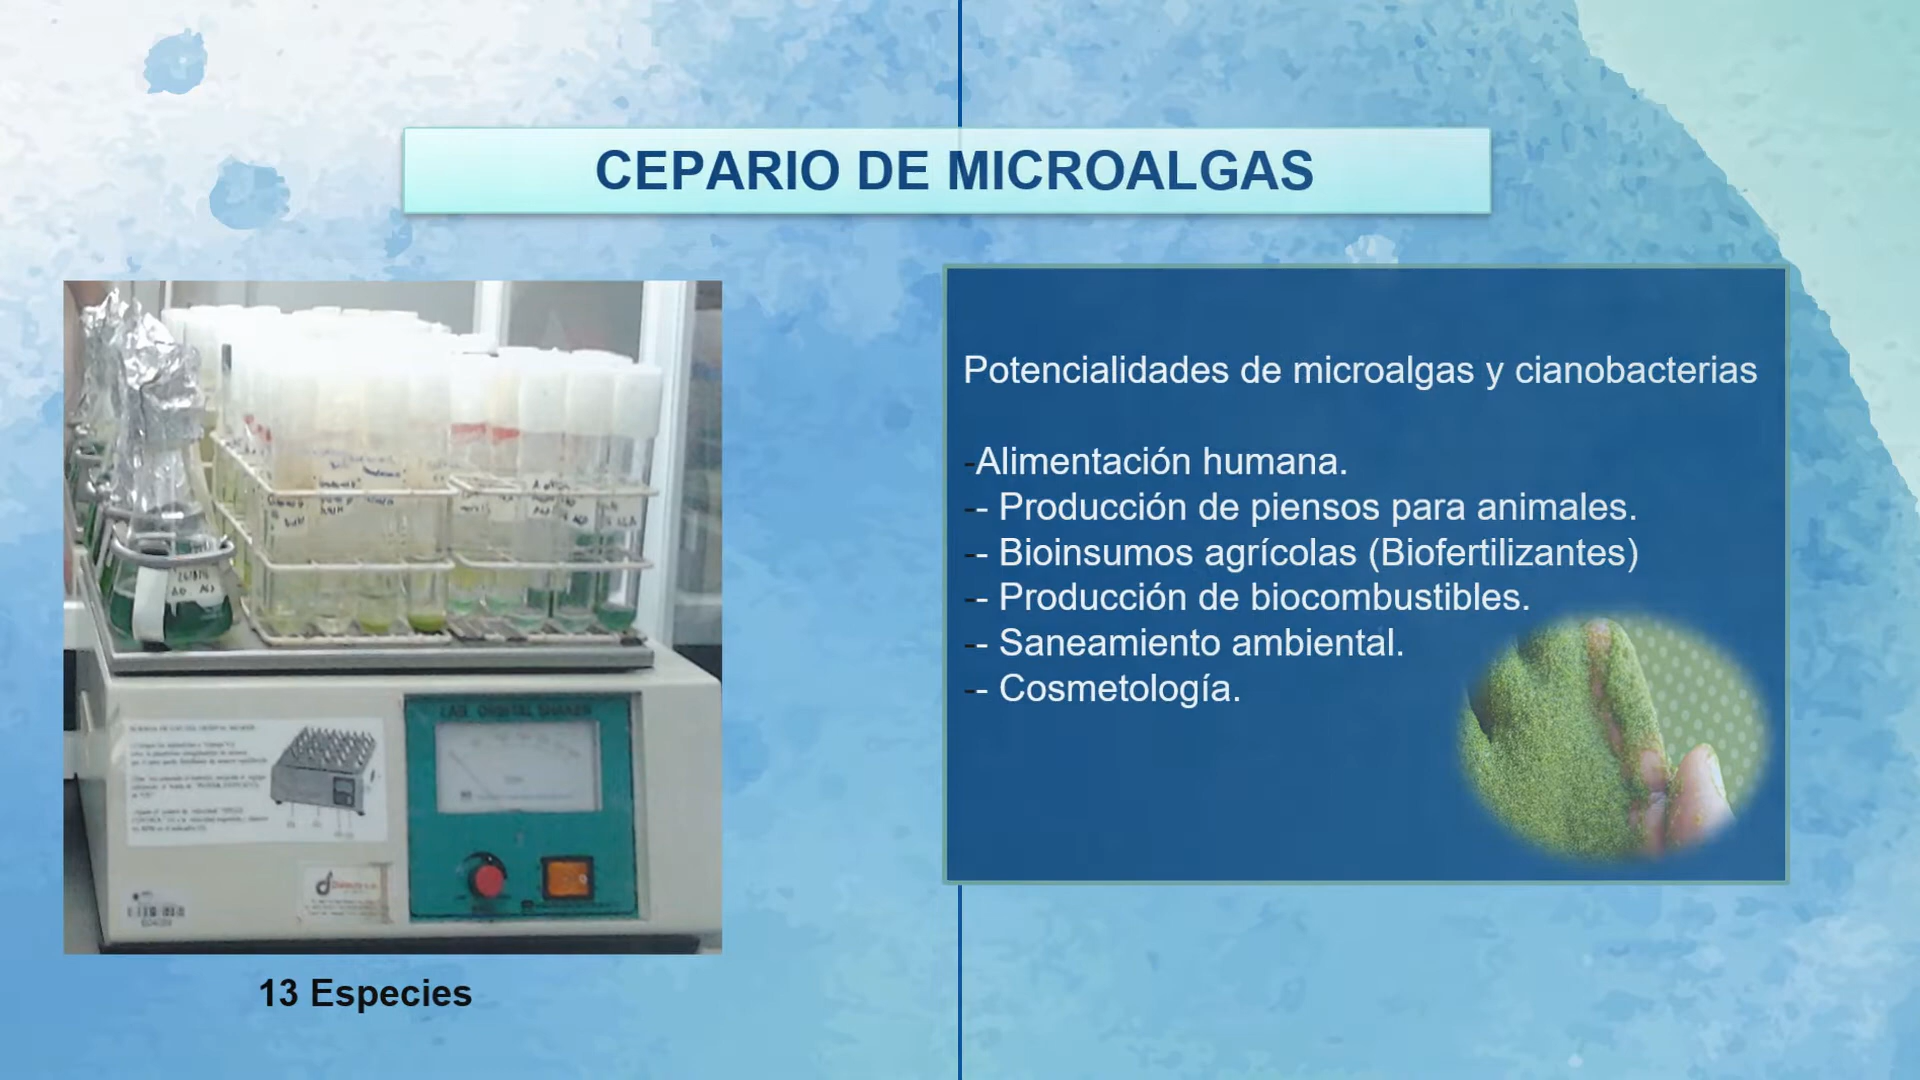 CEPARIO DE MICROALGAS
Potencialidades de microalgas y cianobacterias
-Alimentación humana.
-- Producción de piensos para animales.
-- Bioinsumos agrícolas (Biofertilizantes)
-- Producción de biocombustibles.
-- Saneamiento ambiental.
-- Cosmetología.
LAB. ORBITAL SHAKER
13 Especies